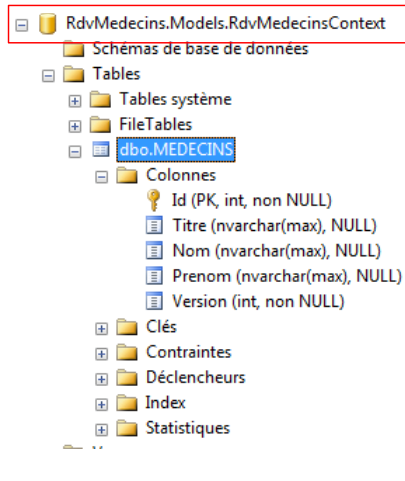 RdvMedecins.Models.RdvMedecinsContext
Schémas de base de données
Tables
Tables système
FileTables
dbo.MEDECINS
Colonnes
Id (PK, int, non NULL)
Titre (nvarchar(max), NULL)
Nom (nvarchar(max), NULL)
Prenom (nvarchar(max), NULL)
Version (int, non NULL)
Clés
Contraintes
Déclencheurs
Index
Statistiques